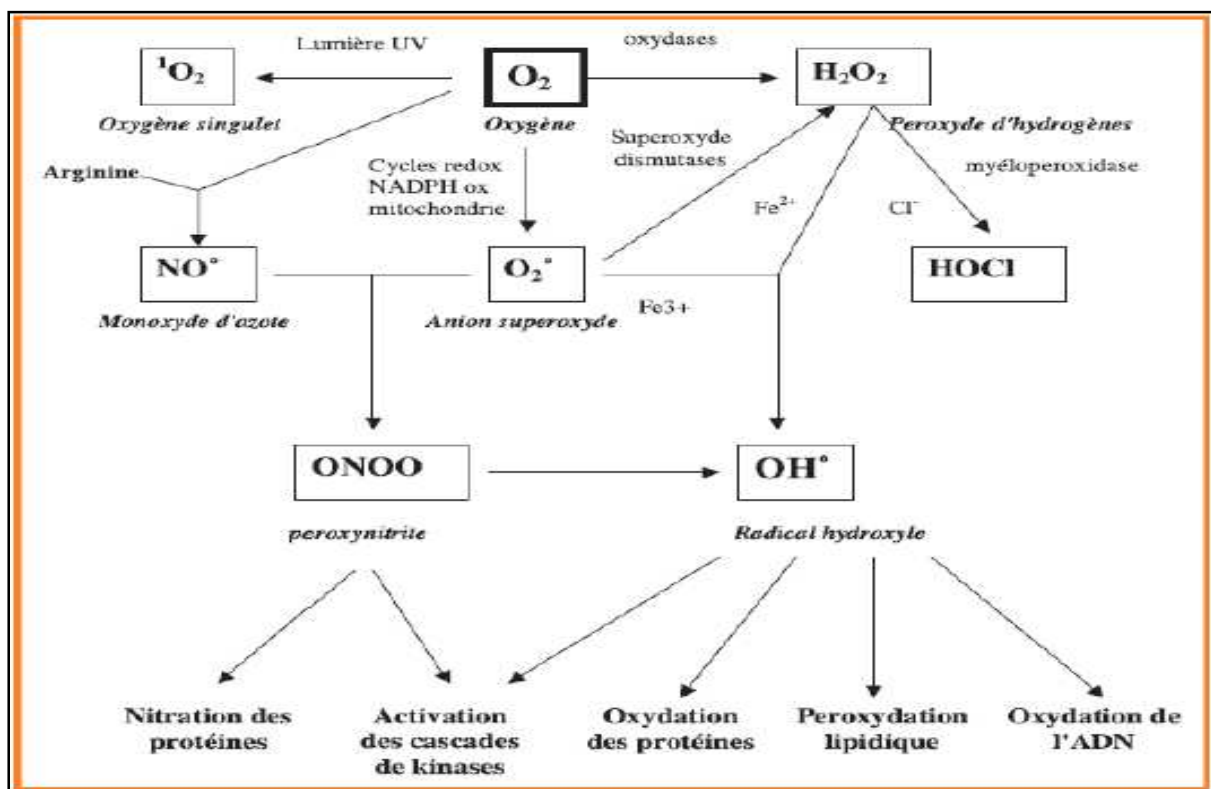 Lumière UV
oxydases
¹O₂
O₂
H₂O₂
Oxygène singulet
Oxygène
Peroxyde d'hydrogènes
Superoxyde
dismutases
Arginine
Cycles redox
NADPH ox
mitochondrie
myéloperoxidase
Fe²⁺
Cl⁻
NO°
O₂°
HOCl
Monoxyde d'azote
Anion superoxyde
Fe3+
ONOO
OH°
peroxynitrite
Radical hydroxyle
Nitration des
protéines
Activation
des cascades
de kinases
Oxydation
des protéines
Peroxydation
lipidique
Oxydation de
l'ADN